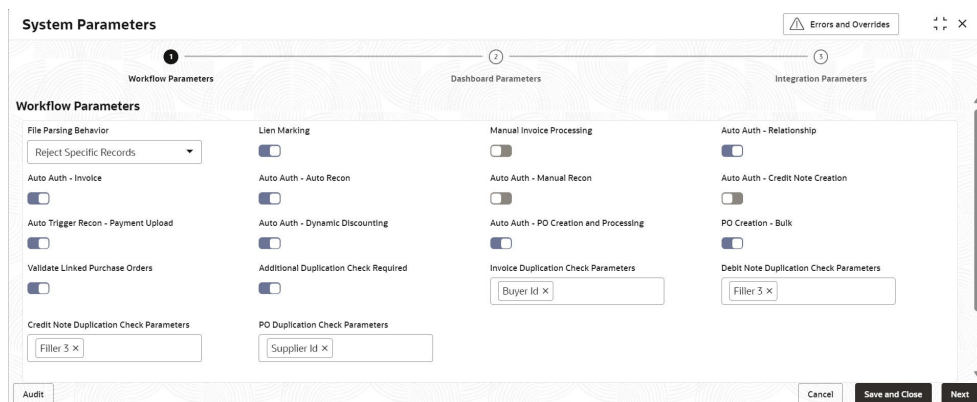 System Parameters
Errors and Overrides
1
2
3
Workflow Parameters
Dashboard Parameters
Integration Parameters
Workflow Parameters
File Parsing Behavior
Lien Marking
Manual Invoice Processing
Auto Auth - Relationship
Reject Specific Records
Auto Auth - Invoice
Auto Auth - Auto Recon
Auto Auth - Manual Recon
Auto Auth - Credit Note Creation
Auto Trigger Recon - Payment Upload
Auto Auth - Dynamic Discounting
Auto Auth - PO Creation and Processing
PO Creation - Bulk
Validate Linked Purchase Orders
Additional Duplication Check Required
Invoice Duplication Check Parameters
Debit Note Duplication Check Parameters
Buyer Id ×
Filler 3 ×
Credit Note Duplication Check Parameters
PO Duplication Check Parameters
Filler 3 ×
Supplier Id ×
Audit
Cancel
Save and Close
Next